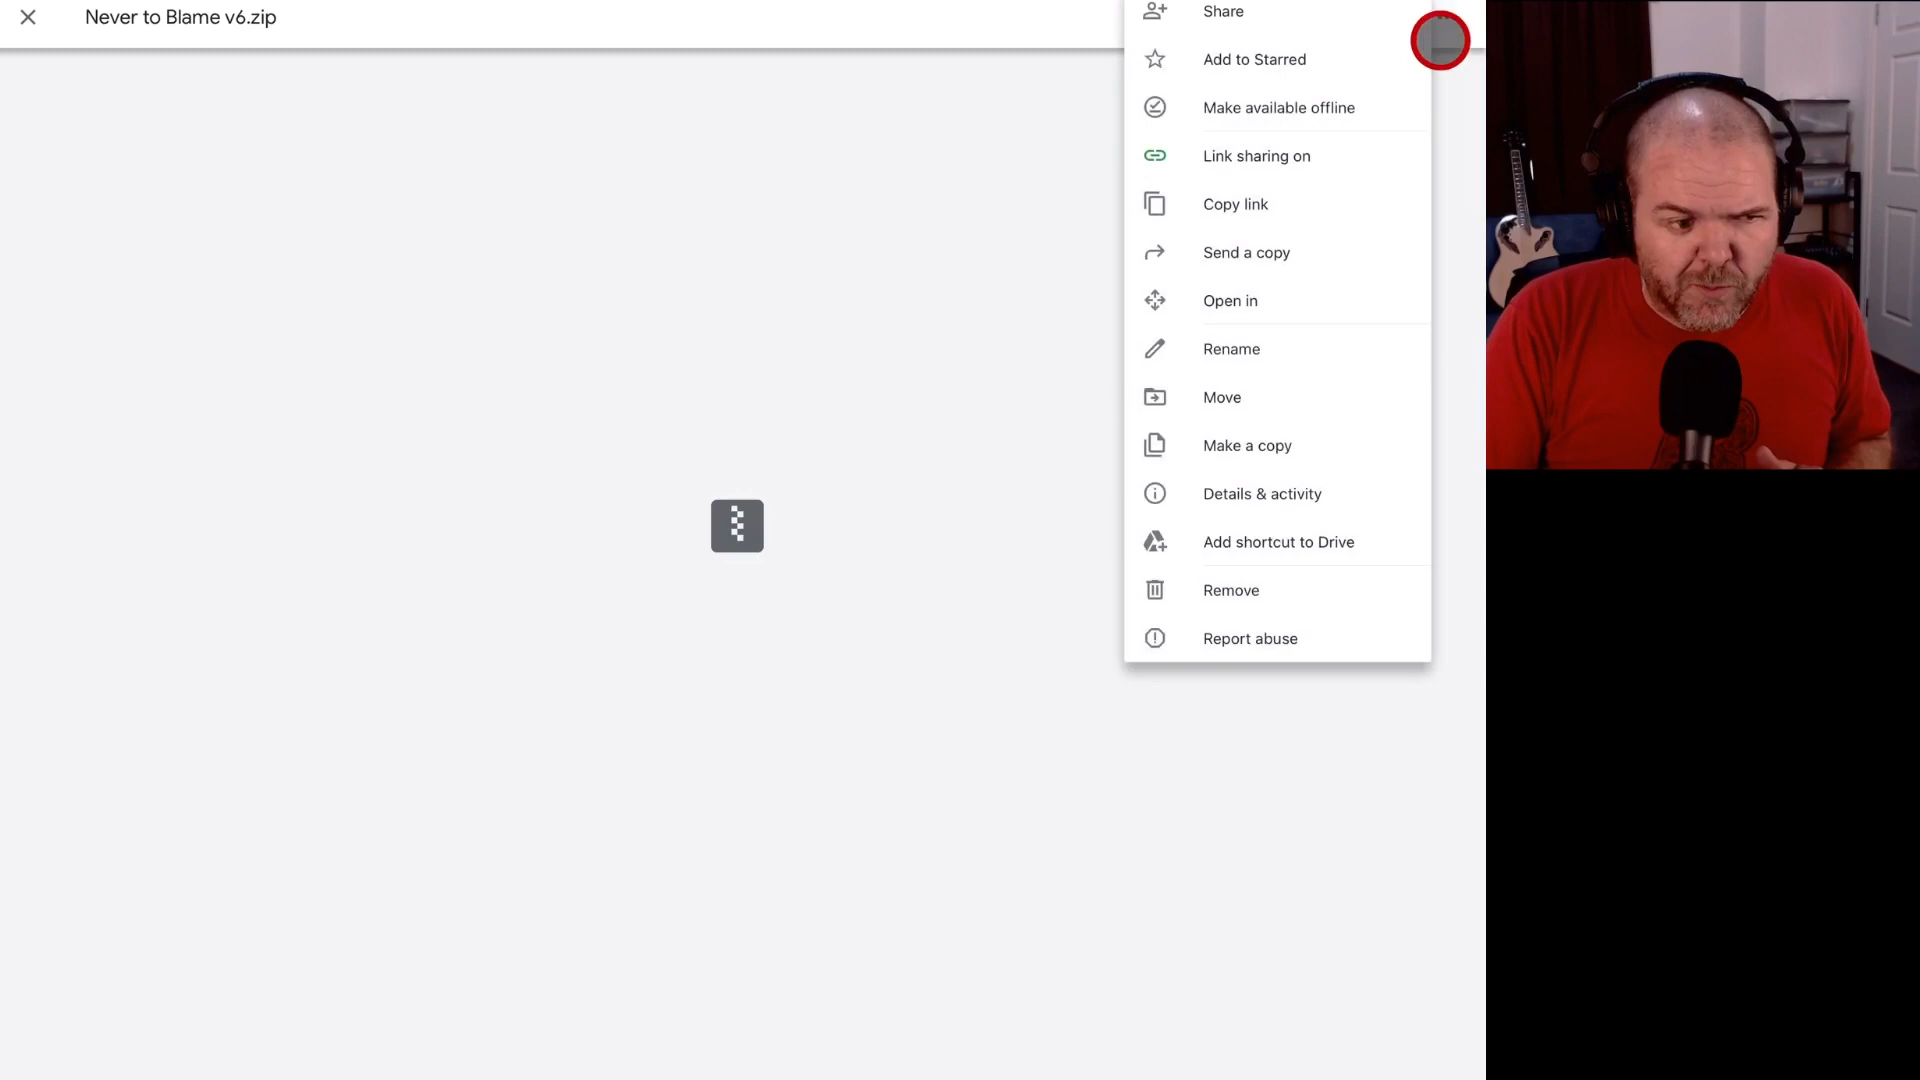 Never to Blame v6.zip
Share
Add to Starred
Make available offline
Link sharing on
Copy link
Send a copy
Open in
Rename
Move
Make a copy
Details & activity
Add shortcut to Drive
Remove
Report abuse